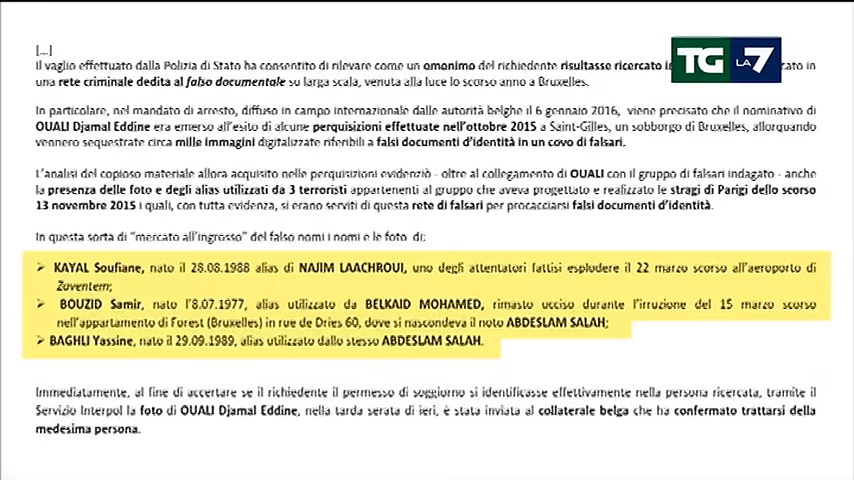 [...]
Il vaglio effettuato dalla Polizia di Stato ha consentito di rilevare come un omonimo del richiedente risultasse ricercato in
TG LA 7
cato in
una rete criminale dedita al falso documentale su larga scala, venuta alla luce lo scorso anno a Bruxelles.
In particolare, nel mandato di arresto, diffuso in campo internazionale dalle autorità belghe il 6 gennaio 2016, viene precisato che il nominativo di
OUALI Djamal Eddine era emerso all'esito di alcune perquisizioni effettuate nell'ottobre 2015 a Saint-Gilles, un sobborgo di Bruxelles, allorquando
vennero sequestrate circa mille immagini digitalizzate riferibili a falsi documenti d'identità in un covo di falsari.
L'analisi del copioso materiale allora acquisito nelle perquisizioni evidenziò - oltre al collegamento di OUALI con il gruppo di falsari indagato - anche
la presenza delle foto e degli alias utilizzati da 3 terroristi appartenenti al gruppo che aveva progettato e realizzato le stragi di Parigi dello scorso
13 novembre 2015 i quali, con tutta evidenza, si erano serviti di questa rete di falsari per procacciarsi falsi documenti d'identità.
In questa sorta di "mercato all'ingrosso" del falso nomi i nomi e le foto di:
➢ KAYAL Soufiane, nato il 28.08.1988 alias di NAJIM LAACHROUI, uno degli attentatori fattisi esplodere il 22 marzo scorso all'aeroporto di
Zaventem;
➢ BOUZID Samir, nato l'8.07.1977, alias utilizzato da BELKAID MOHAMED, rimasto ucciso durante l'irruzione del 15 marzo scorso
nell'appartamento di Forest (Bruxelles) in rue de Dries 60, dove si nascondeva il noto ABDESLAM SALAH;
➢ BAGHLI Yassine, nato il 29.09.1989, alias utilizzato dallo stesso ABDESLAM SALAH.
Immediatamente, al fine di accertare se il richiedente il permesso di soggiorno si identificasse effettivamente nella persona ricercata, tramite il
Servizio Interpol la foto di OUALI Djamal Eddine, nella tarda serata di ieri, è stata inviata al collaterale belga che ha confermato trattarsi della
medesima persona.